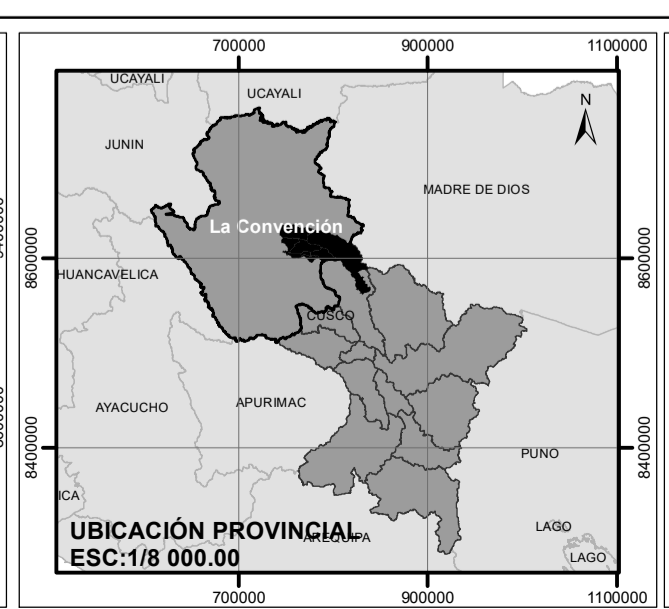 700000 900000 1100000
UCAYALI
UCAYALI
N
JUNIN
MADRE DE DIOS
La Convención
8600000
8600000
HUANCAVELICA
CUSCO
AYACUCHO
APURIMAC
8400000
8400000
PUNO
ICA
UBICACIÓN PROVINCIAL
LAGO
AREQUIPA
ESC:1/8 000.00
LAGO
700000 900000 1100000